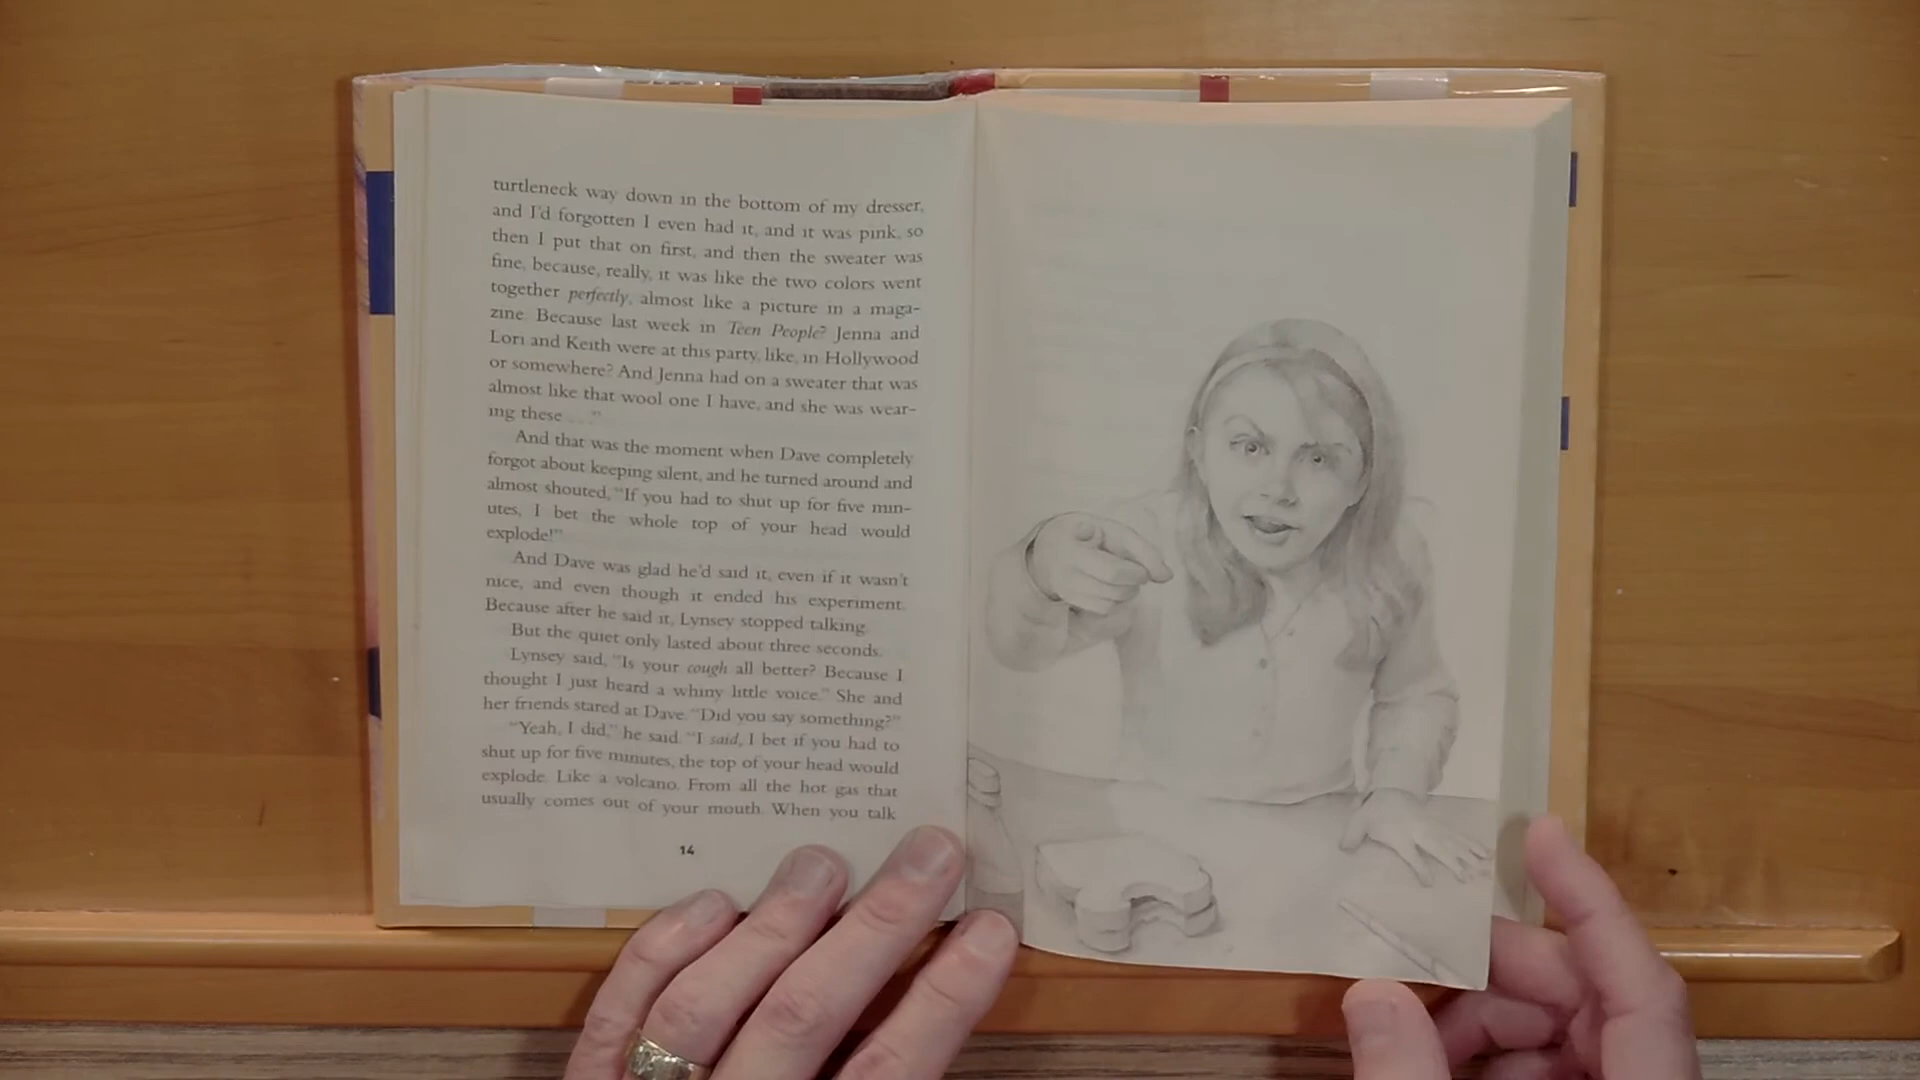 turtleneck way down in the bottom of my dresser,
and I'd forgotten I even had it, and it was pink, so
then I put that on first, and then the sweater was
fine, because, really, it was like the two colors went
together perfectly, almost like a picture in a maga-
zine. Because last week in Teen People? Jenna and
Lori and Keith were at this party, like, in Hollywood
or somewhere? And Jenna had on a sweater that was
almost like that wool one I have, and she was wear-
ing these . . . "
And that was the moment when Dave completely
forgot about keeping silent, and he turned around and
almost shouted, "If you had to shut up for five min-
utes, I bet the whole top of your head would
explode!"
And Dave was glad he'd said it, even if it wasn't
nice, and even though it ended his experiment.
Because after he said it, Lynsey stopped talking.
But the quiet only lasted about three seconds.
Lynsey said, "Is your cough all better? Because I
thought I just heard a whiny little voice." She and
her friends stared at Dave. "Did you say something?"
"Yeah, I did," he said. "I said, I bet if you had to
shut up for five minutes, the top of your head would
explode. Like a volcano. From all the hot gas that
usually comes out of your mouth. When you talk
14